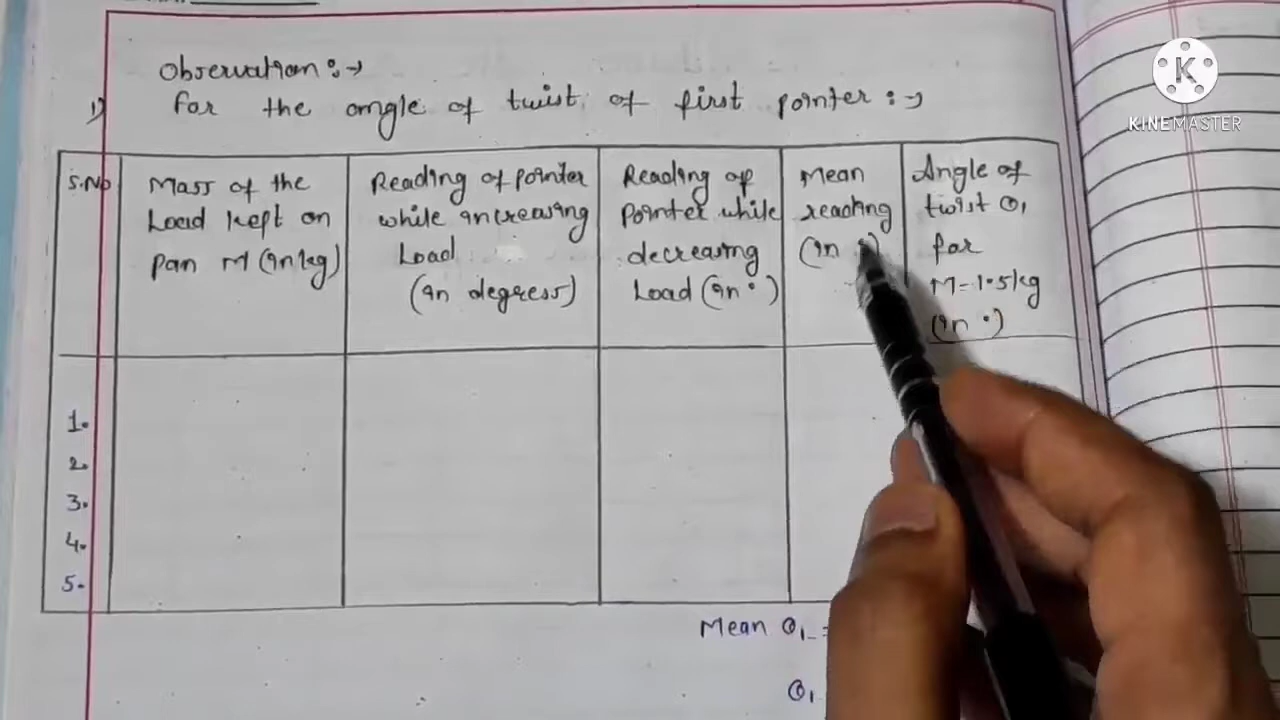 Observation :→
1) for the angle of twist of first pointer :→
S.No
Mass of the
Load kept on
pan M (in kg)
Reading of pointer
while increasing
Load
(in degress)
Reading of
Pointer while
decreasing
Load (in °)
Mean
reading
(in
Angle of
twist θ₁
for
M=1.5kg
(in °)
1.
2.
3.
4.
5.
Mean θ₁ =
θ₁
K
KINEMASTER